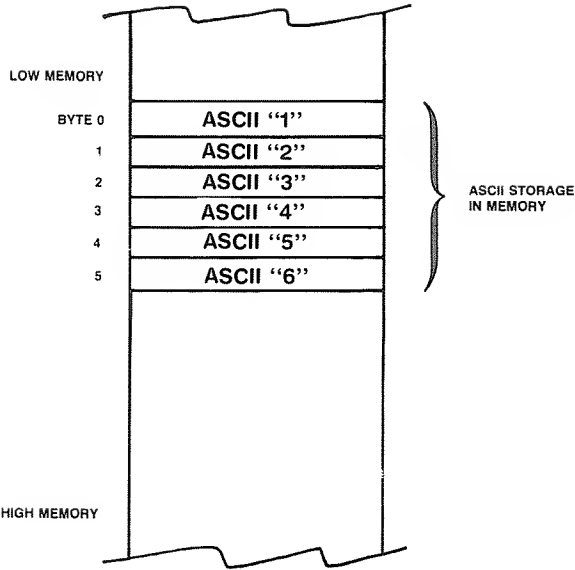 LOW MEMORY
BYTE 0 ASCII “1”
1 ASCII “2”
2 ASCII “3”
3 ASCII “4”
4 ASCII “5”
5 ASCII “6”
ASCII STORAGE
IN MEMORY
HIGH MEMORY